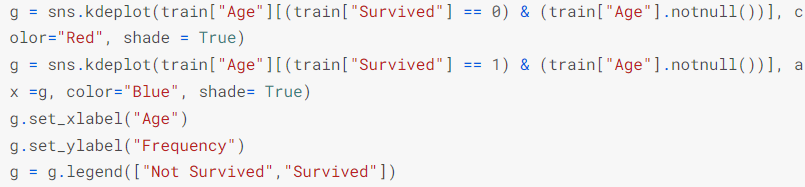 g = sns.kdeplot(train["Age"][(train["Survived"] == 0) & (train["Age"].notnull())], c
olor="Red", shade = True)
g = sns.kdeplot(train["Age"][(train["Survived"] == 1) & (train["Age"].notnull())], a
x =g, color="Blue", shade= True)
g.set_xlabel("Age")
g.set_ylabel("Frequency")
g = g.legend(["Not Survived","Survived"])